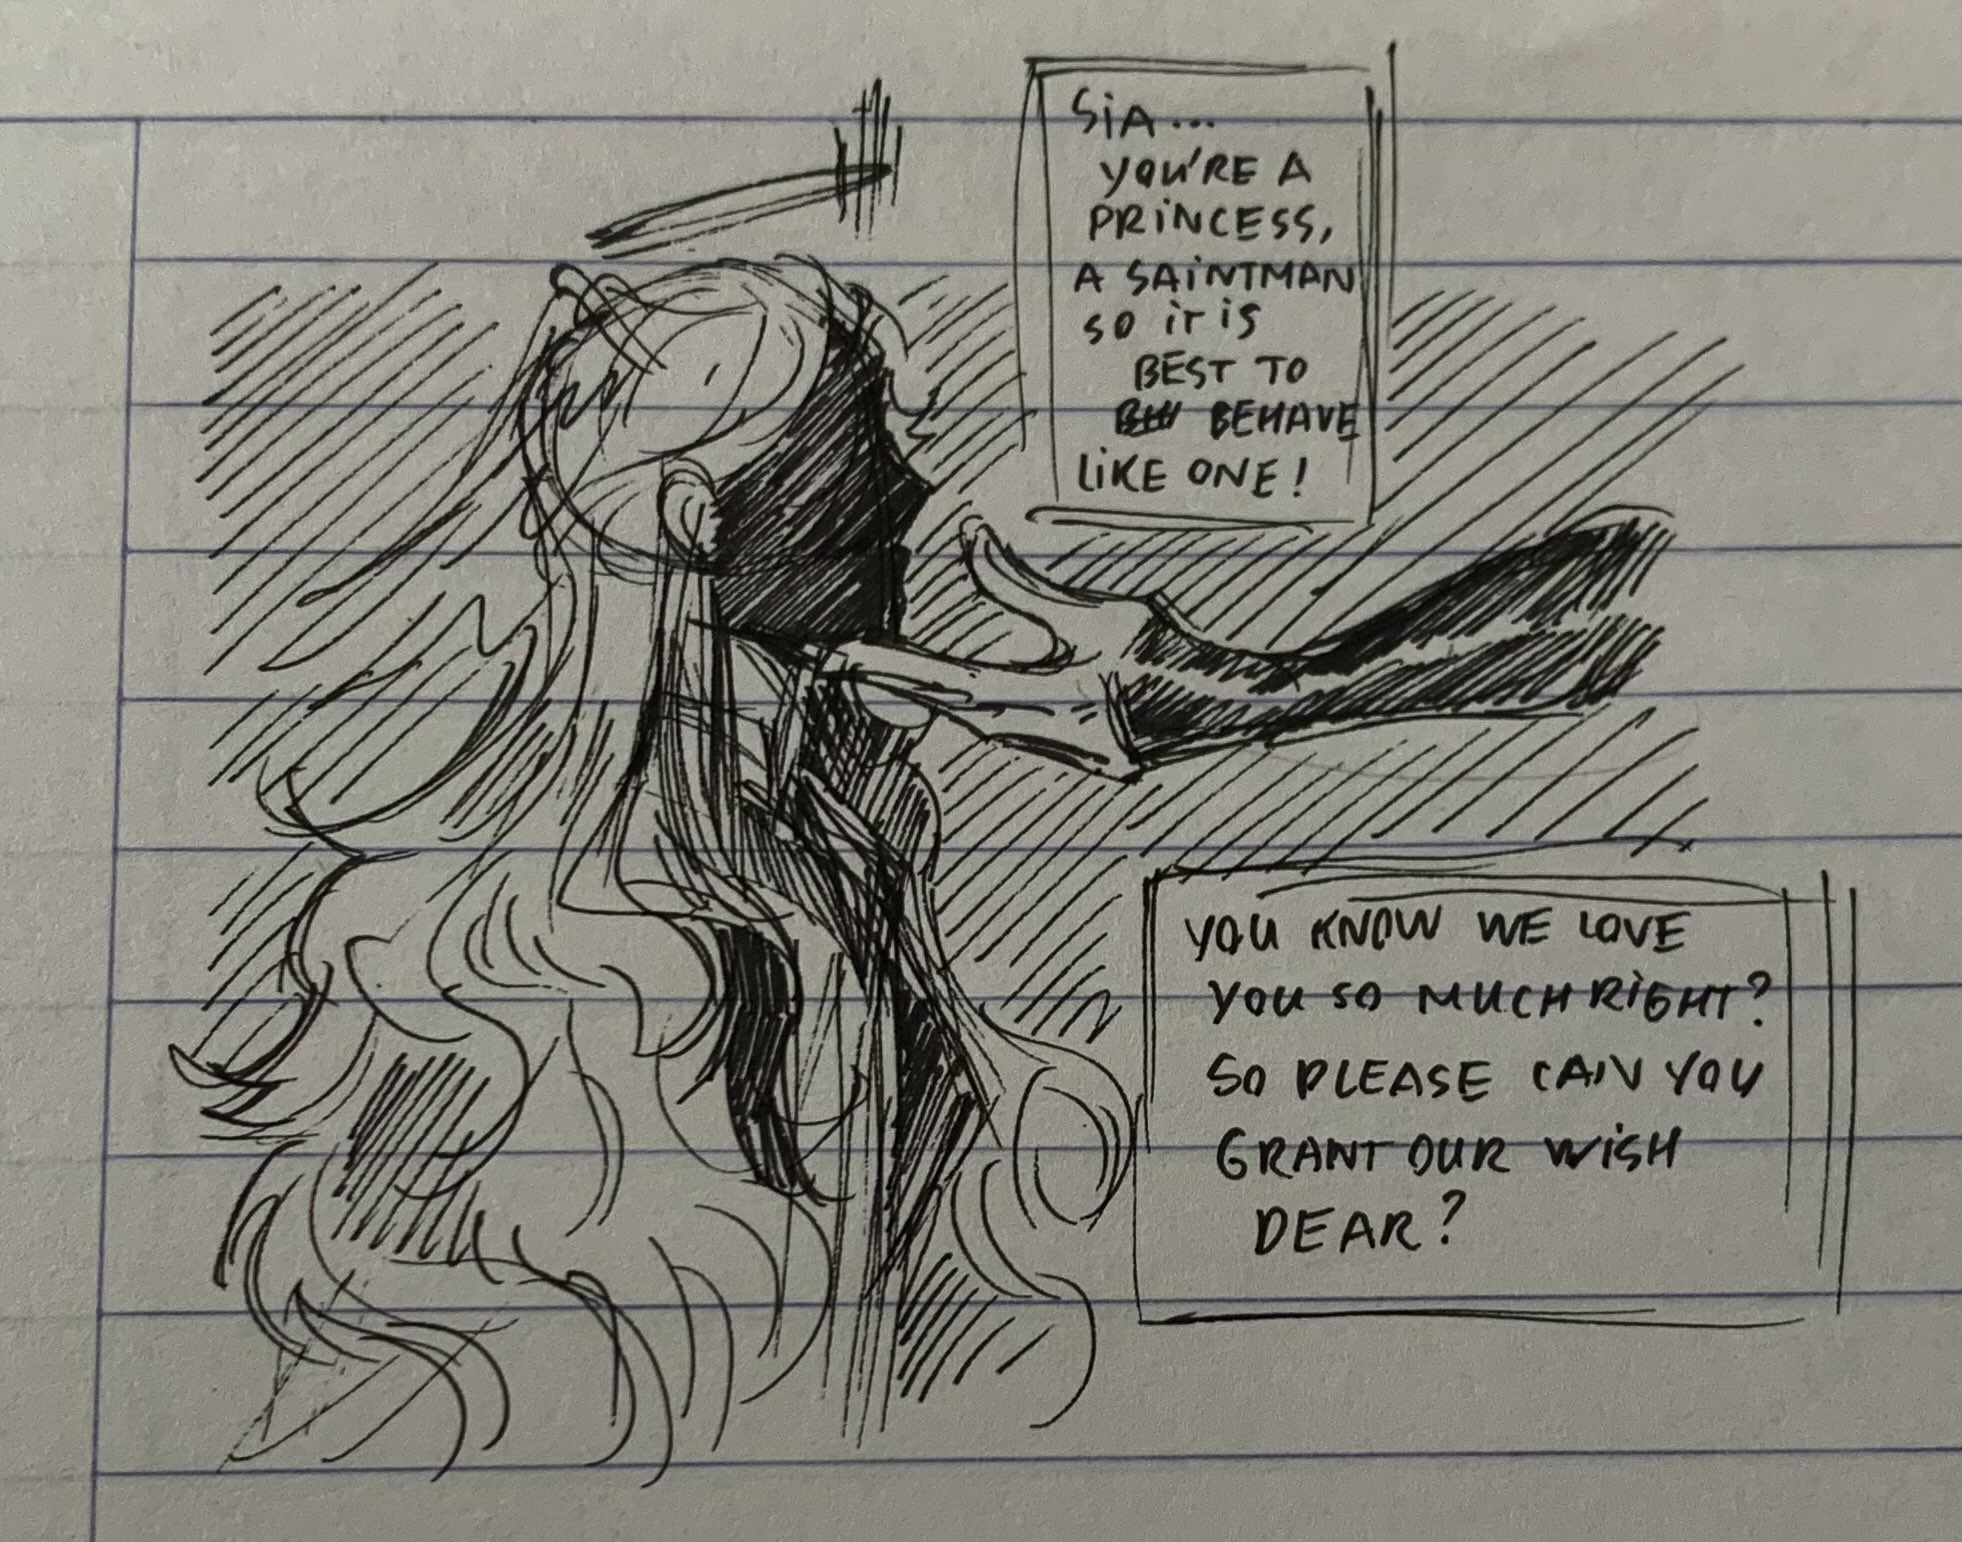 SiA...
YOU'RE A
PRiNCESS,
A SAiNTMAN
SO iT iS
BEST TO
BEHAVE
LiKE ONE!
YOU KNOW WE LOVE
YOU SO MUCH RiGHT?
SO PLEASE CAN YOU
GRANT OUR WiSH
DEAR?